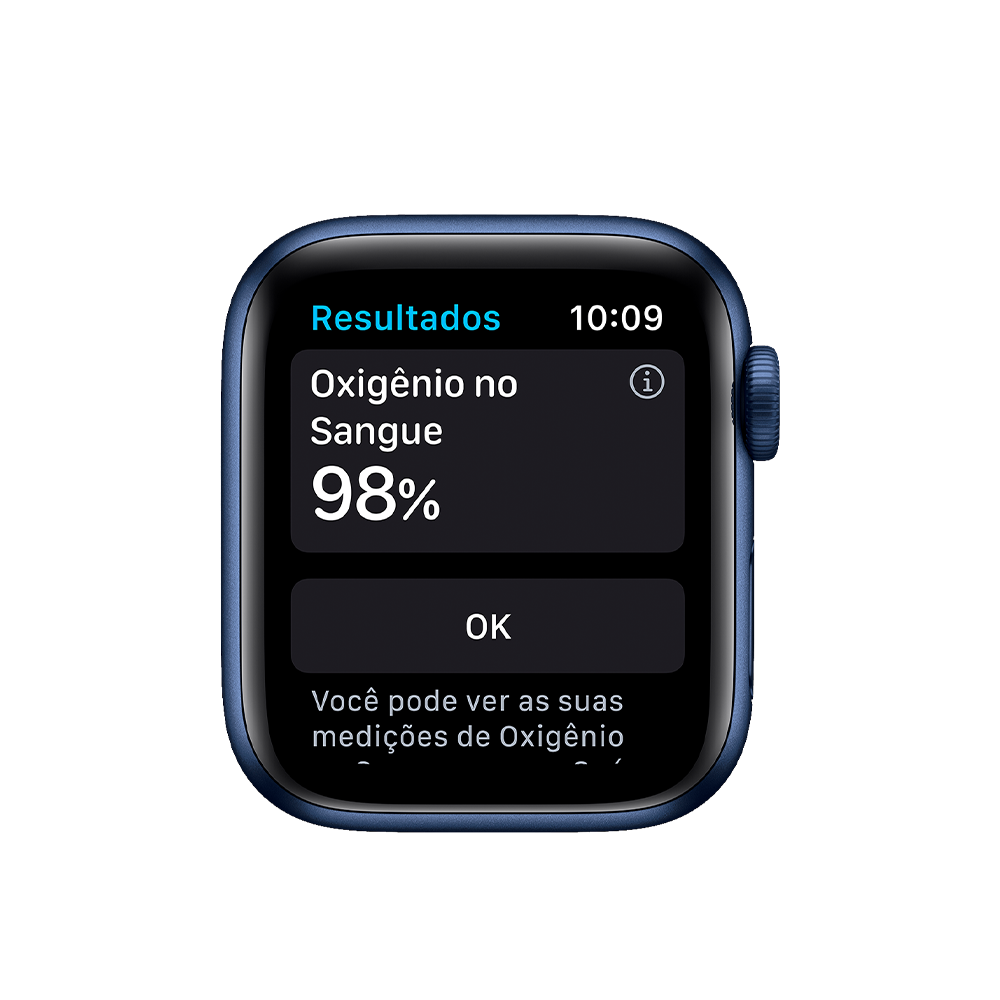 Resultados 10:09
Oxigênio no
Sangue
98%
OK
Você pode ver as suas
medições de Oxigênio